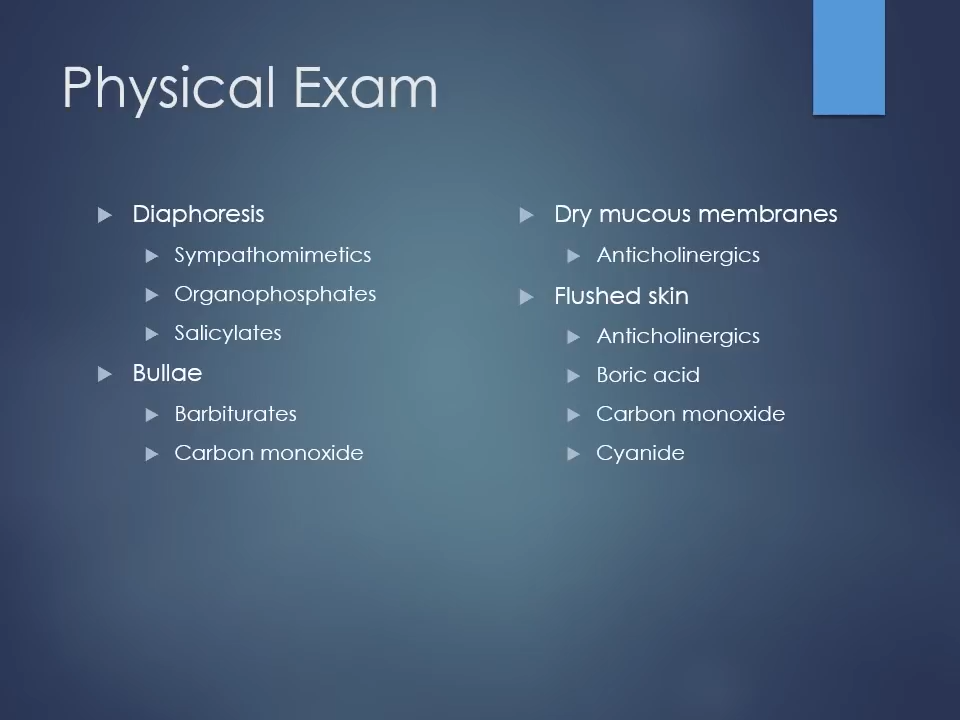 Physical Exam
Diaphoresis
Sympathomimetics
Organophosphates
Salicylates
Bullae
Barbiturates
Carbon monoxide
Dry mucous membranes
Anticholinergics
Flushed skin
Anticholinergics
Boric acid
Carbon monoxide
Cyanide